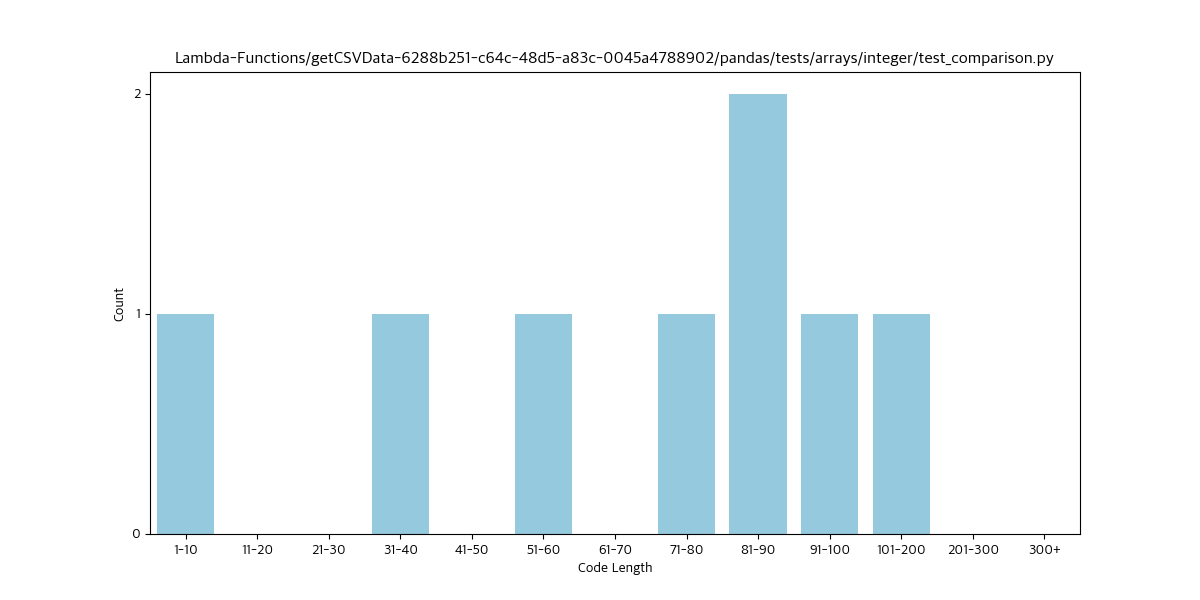 Lambda-Functions/getCSVData-6288b251-c64c-48d5-a83c-0045a4788902/pandas/tests/arrays/integer/test_comparison.py
2
1
0
Count
1-10 11-20 21-30 31-40 41-50 51-60 61-70 71-80 81-90 91-100 101-200 201-300 300+
Code Length